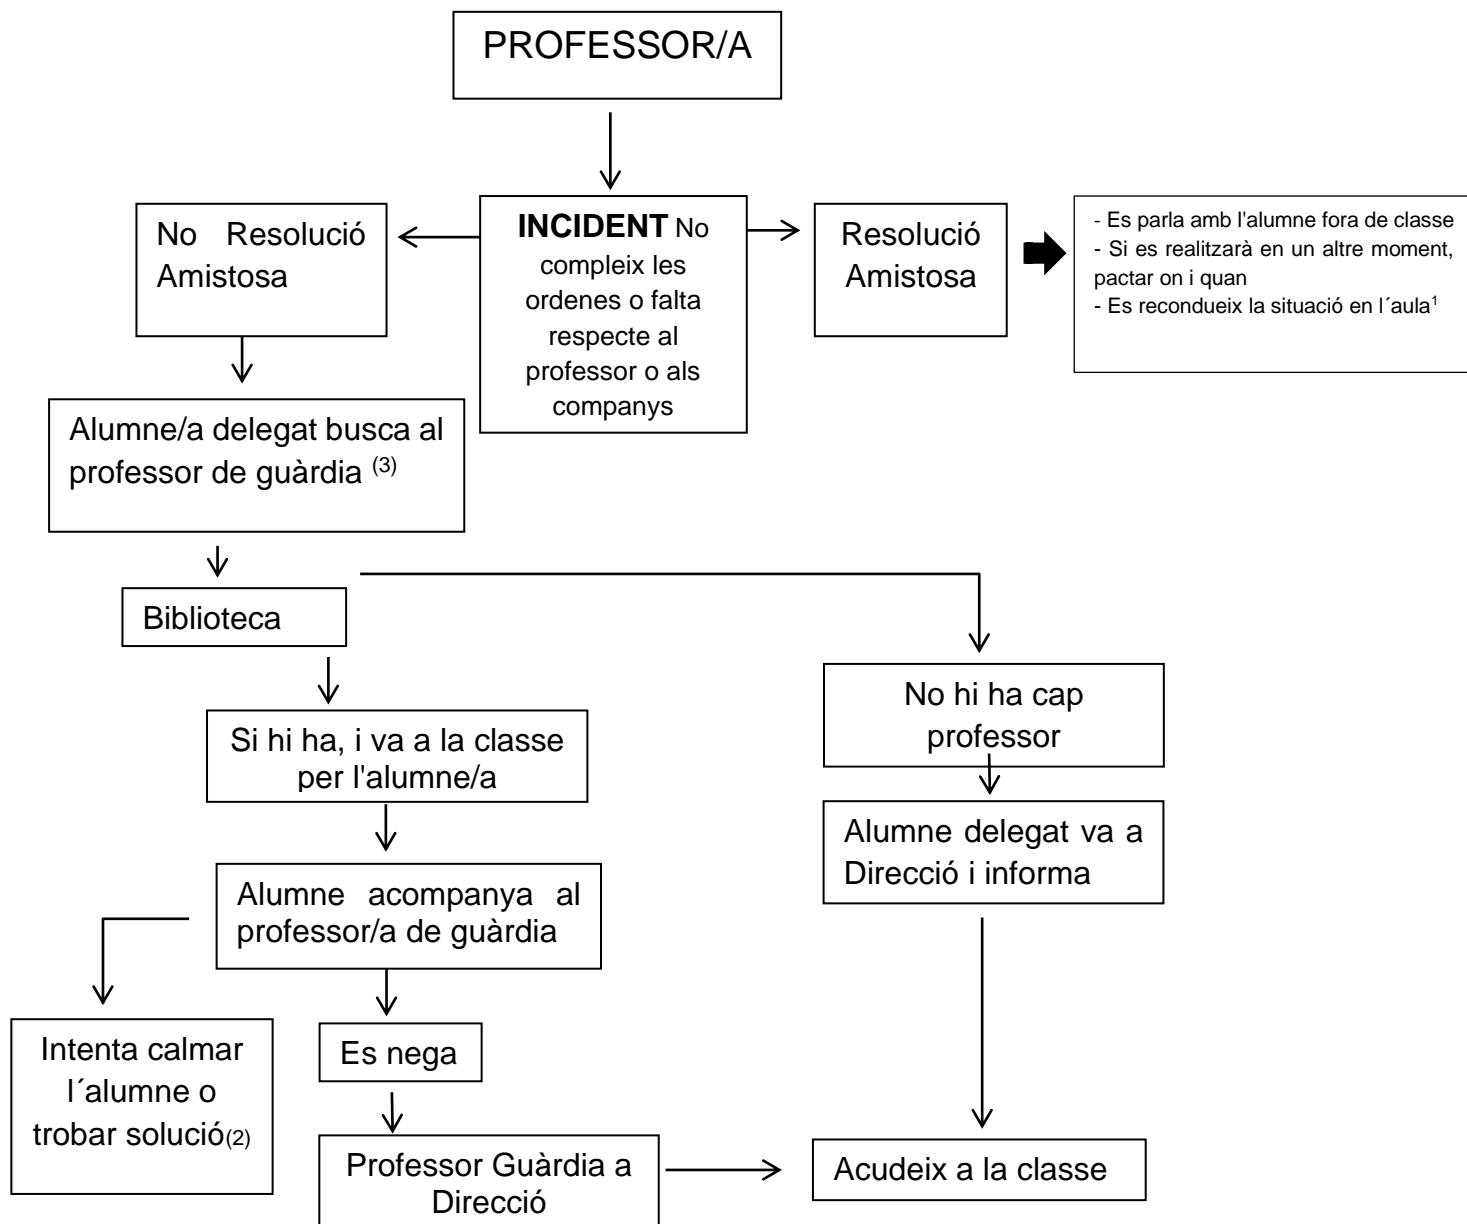 PROFESSOR/A
No Resolució
Amistosa
INCIDENT No
compleix les
ordenes o falta
respecte al
professor o als
companys
Resolució
Amistosa
- Es parla amb l'alumne fora de classe
- Si es realitzarà en un altre moment,
pactar on i quan
- Es recondueix la situació en l´aula¹
Alumne/a delegat busca al
professor de guàrdia (3)
Biblioteca
No hi ha cap
professor
Si hi ha, i va a la classe
per l'alumne/a
Alumne delegat va a
Direcció i informa
Alumne acompanya al
professor/a de guàrdia
Intenta calmar
l´alumne o
trobar solució(2)
Es nega
Professor Guàrdia a
Direcció
Acudeix a la classe